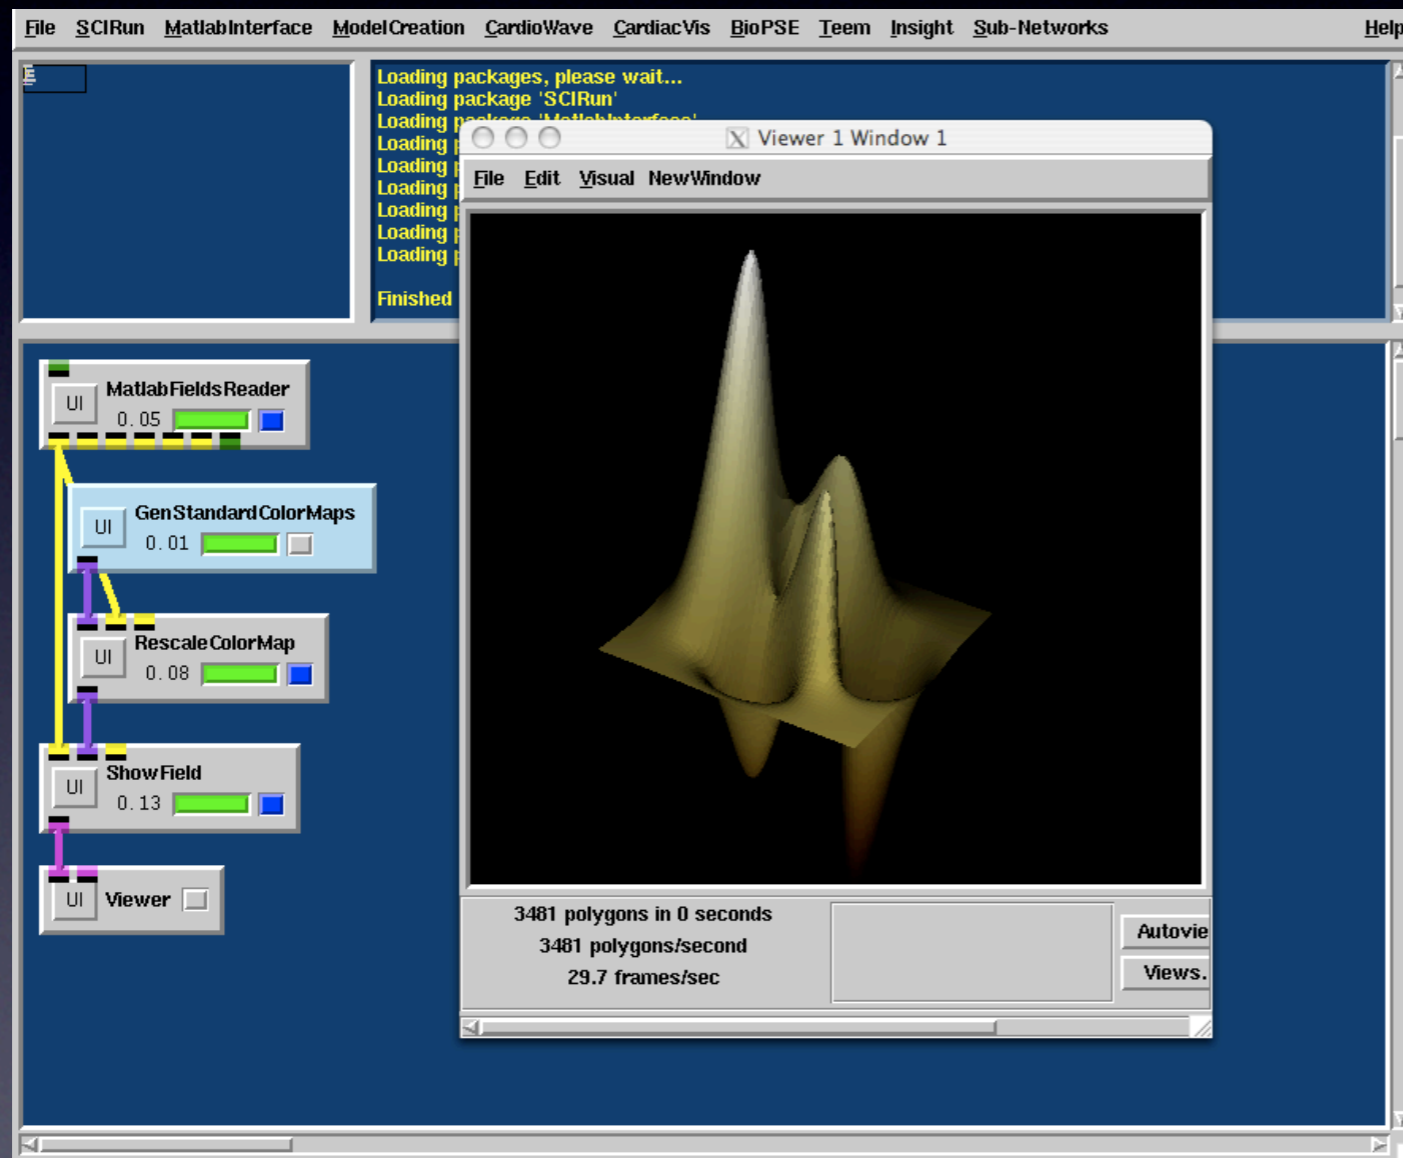 File SCIRun MatlabInterface ModelCreation CardioWave CardiacVis BioPSE Teem Insight Sub-Networks Help
Loading packages, please wait...
Loading package 'SCIRun'
Loading package 'MatlabInterface'
Loading
Loading
Loading
Loading
Loading
Loading
Finished
Viewer 1 Window 1
File Edit Visual NewWindow
UI MatlabFieldsReader
0.05
UI GenStandardColorMaps
0.01
UI RescaleColorMap
0.08
UI ShowField
0.13
UI Viewer
3481 polygons in 0 seconds
3481 polygons/second
29.7 frames/sec
Autovie
Views.